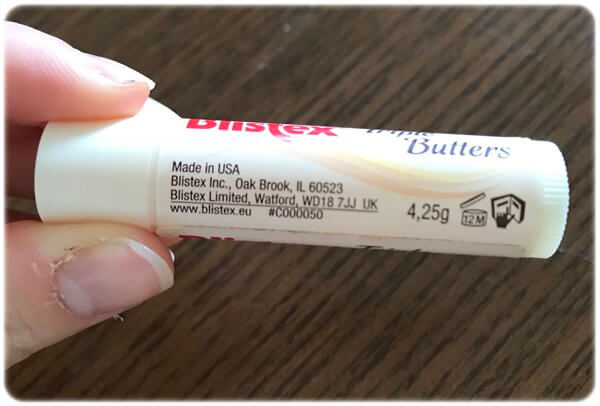 Blistex Triple
Butters
Made in USA
Blistex Inc., Oak Brook, IL 60523
Blistex Limited, Watford, WD18 7JJ UK
www.blistex.eu #C000050
4,25g
12M